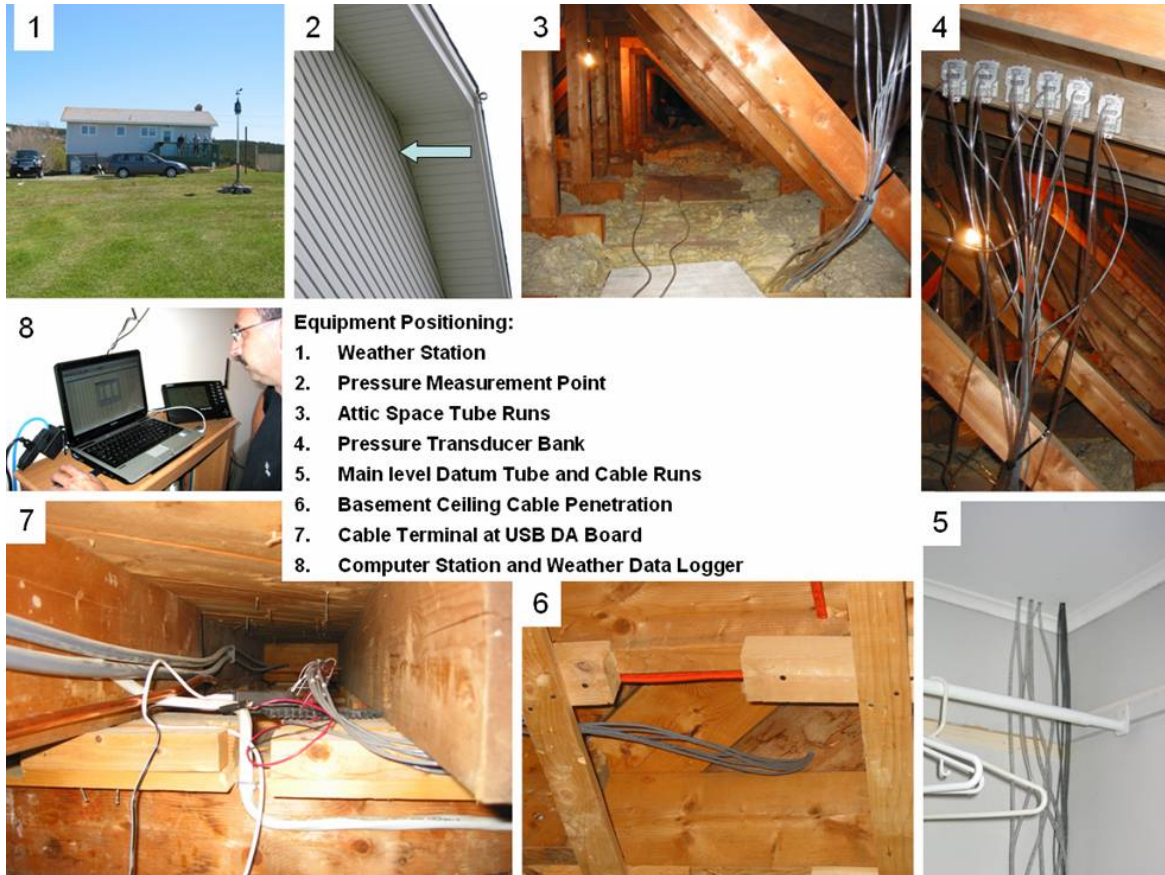 1
2
3
4
8
Equipment Positioning:
1. Weather Station
2. Pressure Measurement Point
3. Attic Space Tube Runs
4. Pressure Transducer Bank
5. Main level Datum Tube and Cable Runs
6. Basement Ceiling Cable Penetration
7. Cable Terminal at USB DA Board
8. Computer Station and Weather Data Logger
7
6
5